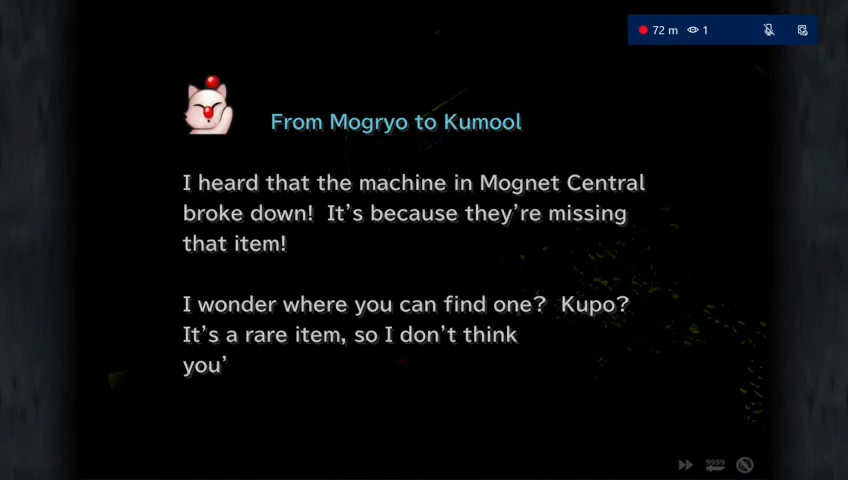 72 m 1
From Mogryo to Kumool
I heard that the machine in Mognet Central
broke down! It's because they're missing
that item!
I wonder where you can find one? Kupo?
It's a rare item, so I don't think
you'
9999